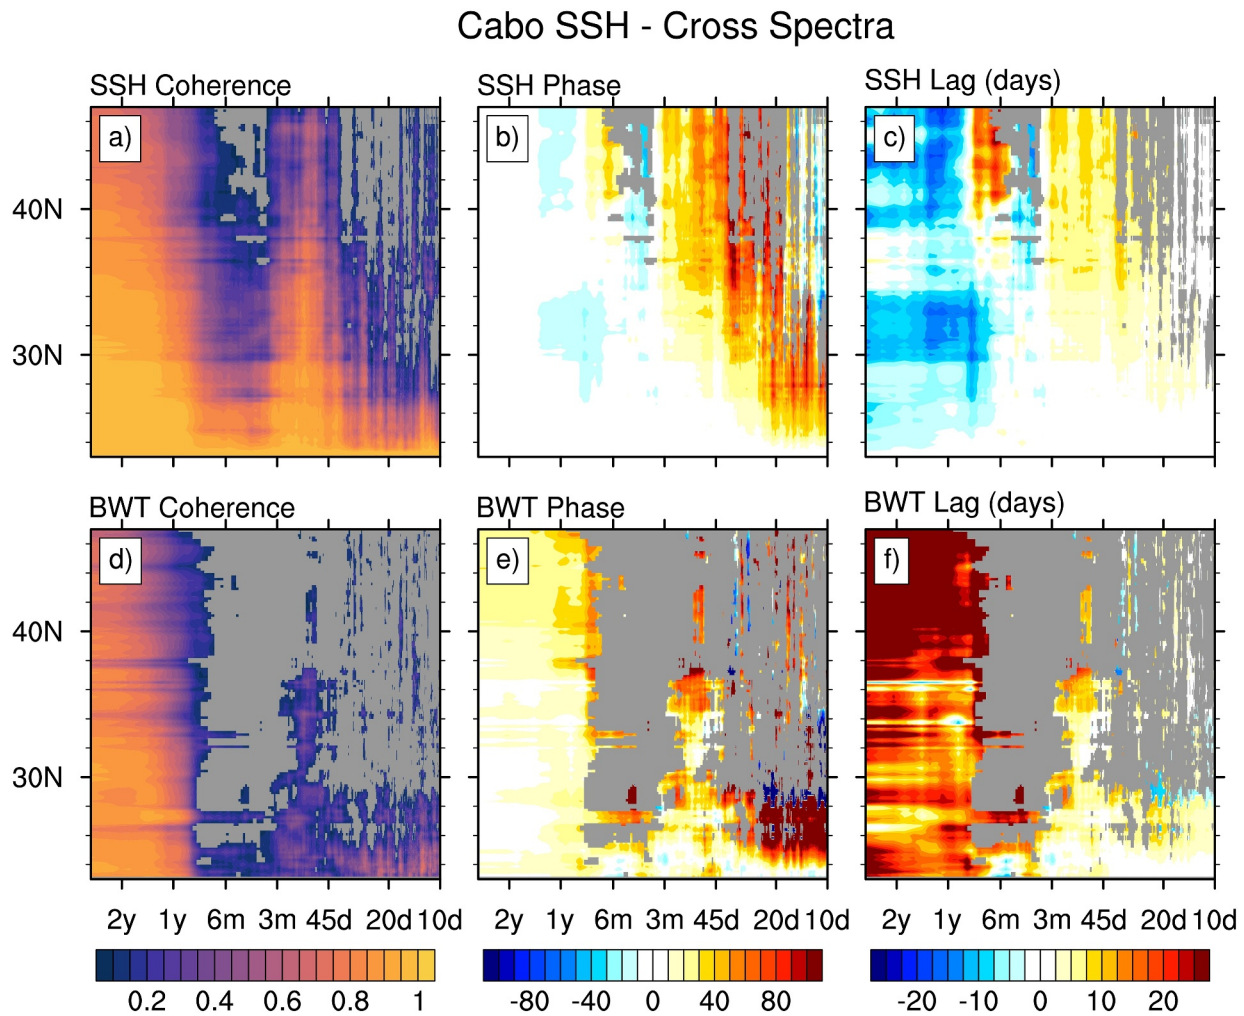 Cabo SSH - Cross Spectra
SSH Coherence SSH Phase SSH Lag (days)
a) b) c)
40N
30N
BWT Coherence BWT Phase BWT Lag (days)
d) e) f)
40N
30N
2y 1y 6m 3m 45d 20d 10d 2y 1y 6m 3m 45d 20d 10d 2y 1y 6m 3m 45d 20d 10d
0.2 0.4 0.6 0.8 1 -80 -40 0 40 80 -20 -10 0 10 20